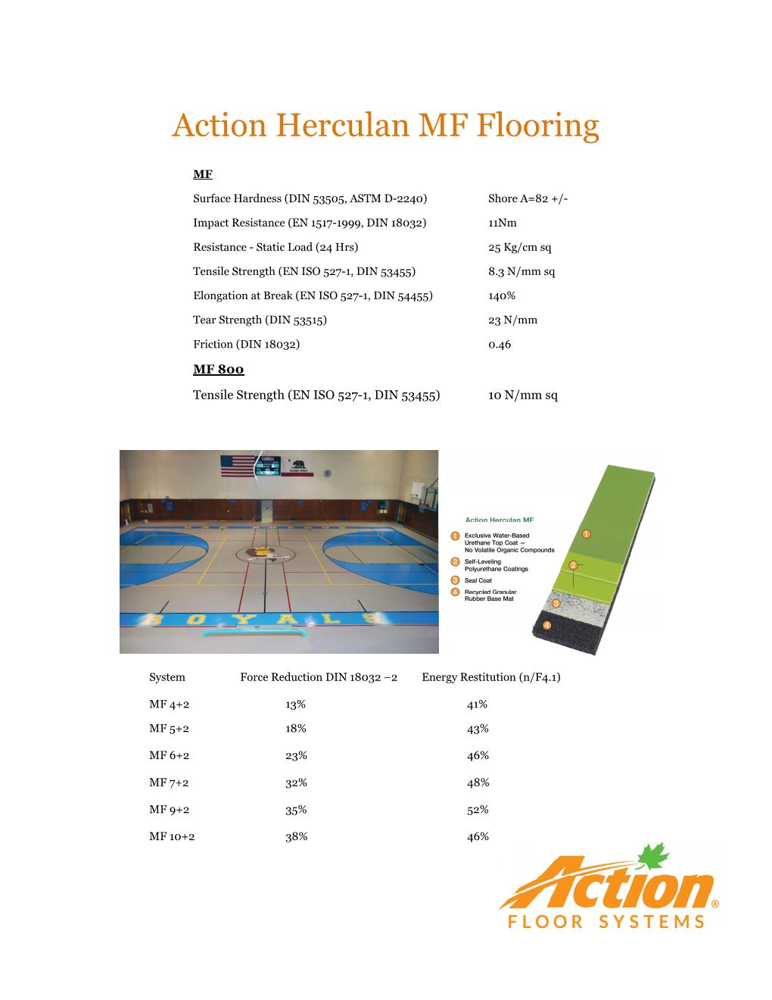 Action Herculan MF Flooring
MF
Surface Hardness (DIN 53505, ASTM D-2240) Shore A=82 +/-
Impact Resistance (EN 1517-1999, DIN 18032) 11Nm
Resistance - Static Load (24 Hrs) 25 Kg/cm sq
Tensile Strength (EN ISO 527-1, DIN 53455) 8.3 N/mm sq
Elongation at Break (EN ISO 527-1, DIN 54455) 140%
Tear Strength (DIN 53515) 23 N/mm
Friction (DIN 18032) 0.46
MF 800
Tensile Strength (EN ISO 527-1, DIN 53455) 10 N/mm sq
ROYALS
Action Herculan MF
1 Exclusive Water-Based
Urethane Top Coat —
No Volatile Organic Compounds
2 Self-Leveling
Polyurethane Coatings
3 Seal Coat
4 Recycled Granular
Rubber Base Mat
1
2
3
4
System Force Reduction DIN 18032 –2 Energy Restitution (n/F4.1)
MF 4+2 13% 41%
MF 5+2 18% 43%
MF 6+2 23% 46%
MF 7+2 32% 48%
MF 9+2 35% 52%
MF 10+2 38% 46%
Action®
FLOOR SYSTEMS